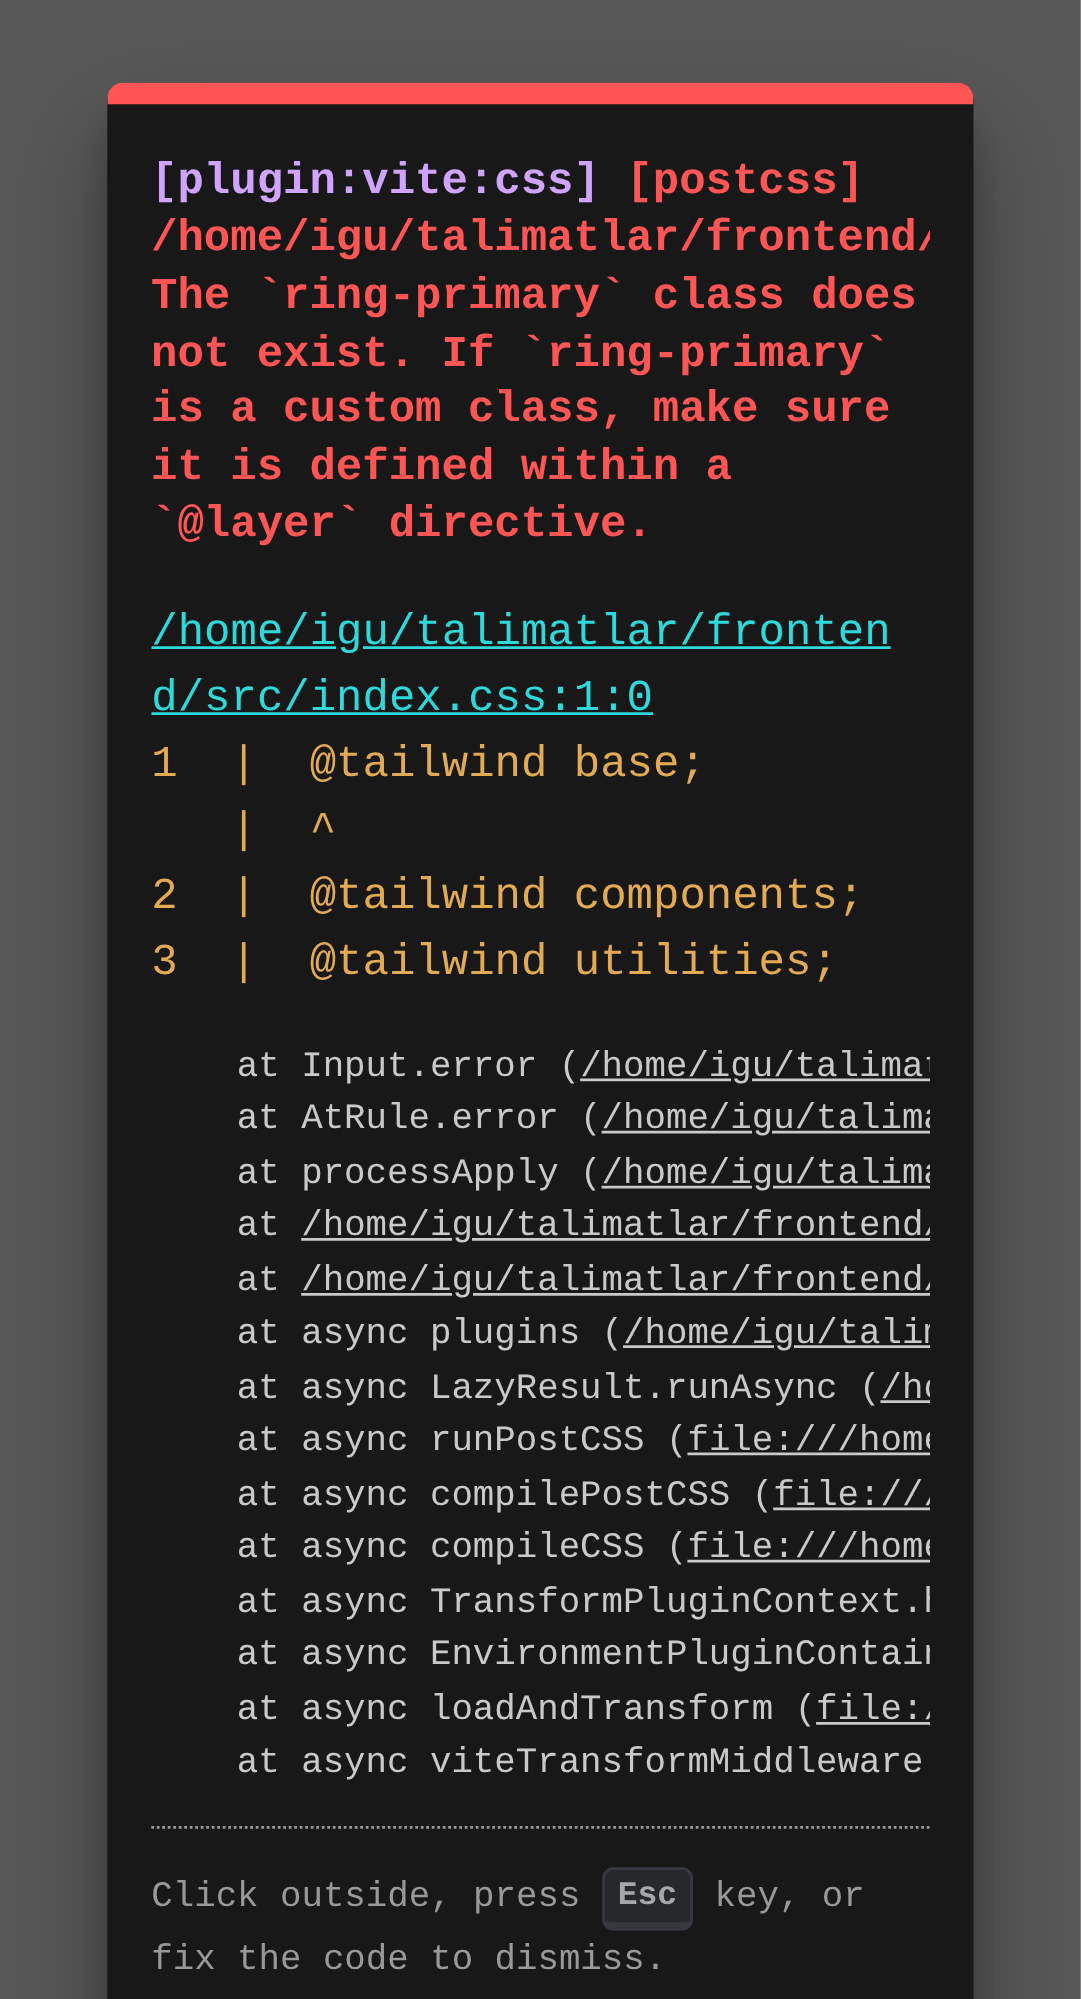 [plugin:vite:css] [postcss]
/home/igu/talimatlar/frontend/
The `ring-primary` class does
not exist. If `ring-primary`
is a custom class, make sure
it is defined within a
`@layer` directive.
/home/igu/talimatlar/fronten
d/src/index.css:1:0
1  |  @tailwind base;
   |  ^
2  |  @tailwind components;
3  |  @tailwind utilities;
    at Input.error (/home/igu/talimat
    at AtRule.error (/home/igu/talima
    at processApply (/home/igu/talima
    at /home/igu/talimatlar/frontend/
    at /home/igu/talimatlar/frontend/
    at async plugins (/home/igu/talim
    at async LazyResult.runAsync (/ho
    at async runPostCSS (file:///home
    at async compilePostCSS (file:///
    at async compileCSS (file:///home
    at async TransformPluginContext.h
    at async EnvironmentPluginContain
    at async loadAndTransform (file:/
    at async viteTransformMiddleware
Click outside, press Esc key, or
fix the code to dismiss.